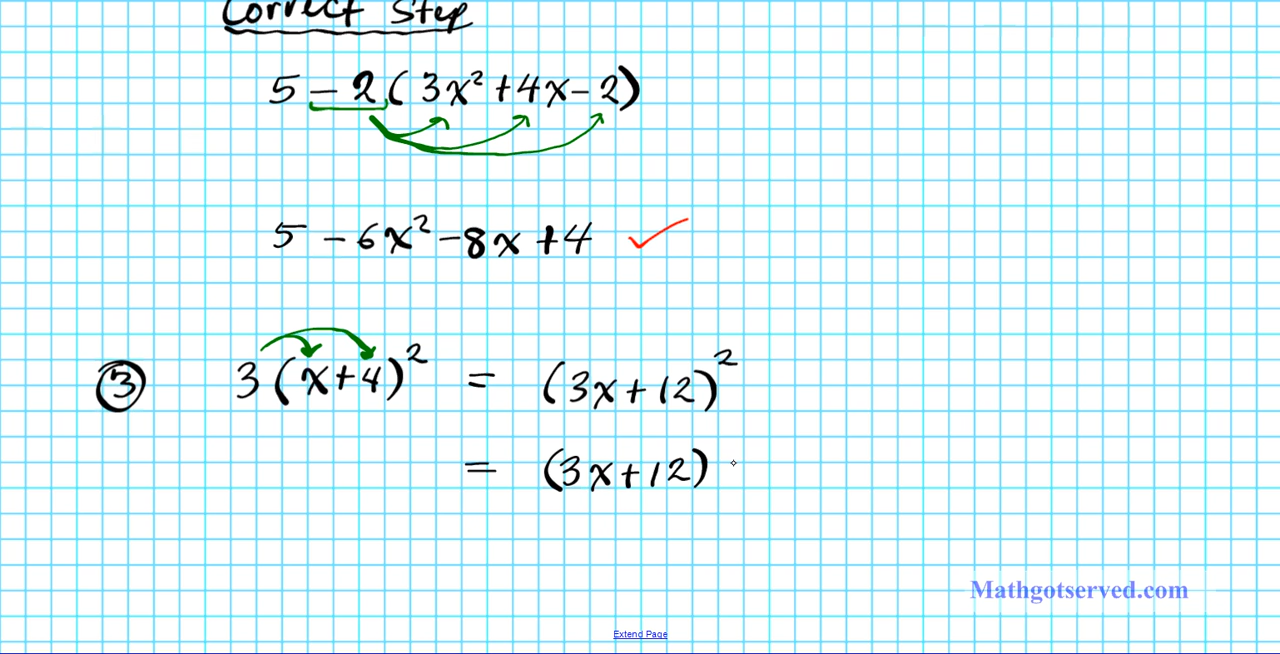 Correct Step
5 − 2(3x² + 4x − 2)
5 − 6x² − 8x + 4 ✓
③ 3(x + 4)² = (3x + 12)²
= (3x + 12)
Mathgotserved.com
Extend Page